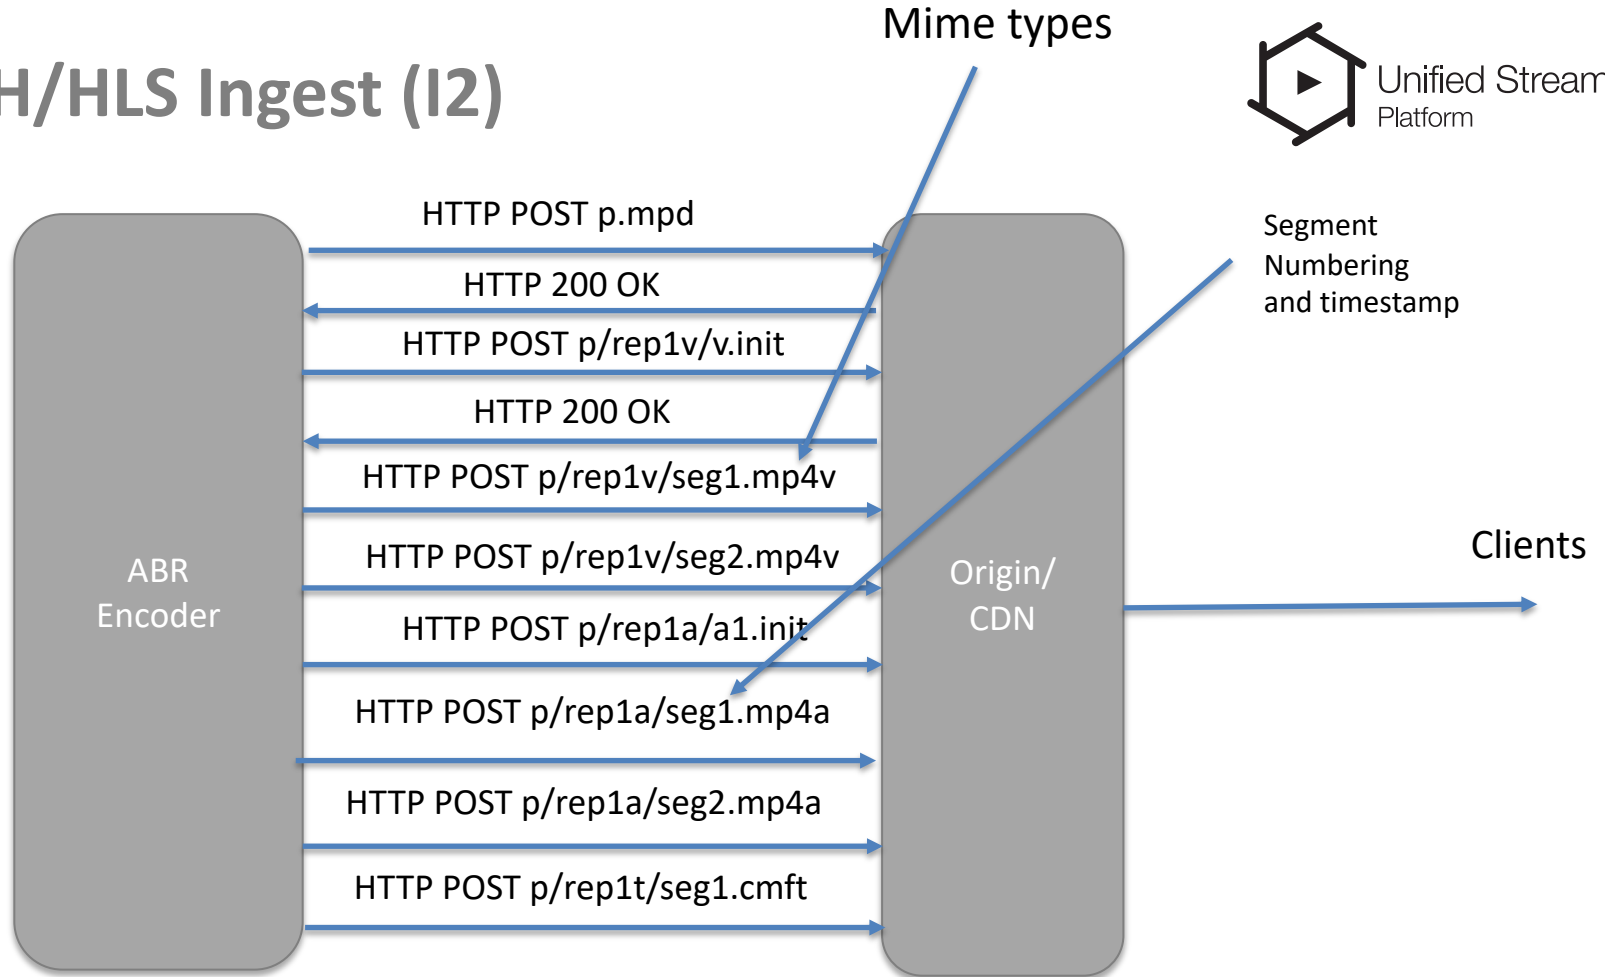 Mime types
H/HLS Ingest (I2)
Unified Stream
Platform
HTTP POST p.mpd
Segment
Numbering
and timestamp
HTTP 200 OK
HTTP POST p/rep1v/v.init
HTTP 200 OK
HTTP POST p/rep1v/seg1.mp4v
HTTP POST p/rep1v/seg2.mp4v
ABR
Encoder
Origin/
CDN
Clients
HTTP POST p/rep1a/a1.init
HTTP POST p/rep1a/seg1.mp4a
HTTP POST p/rep1a/seg2.mp4a
HTTP POST p/rep1t/seg1.cmft